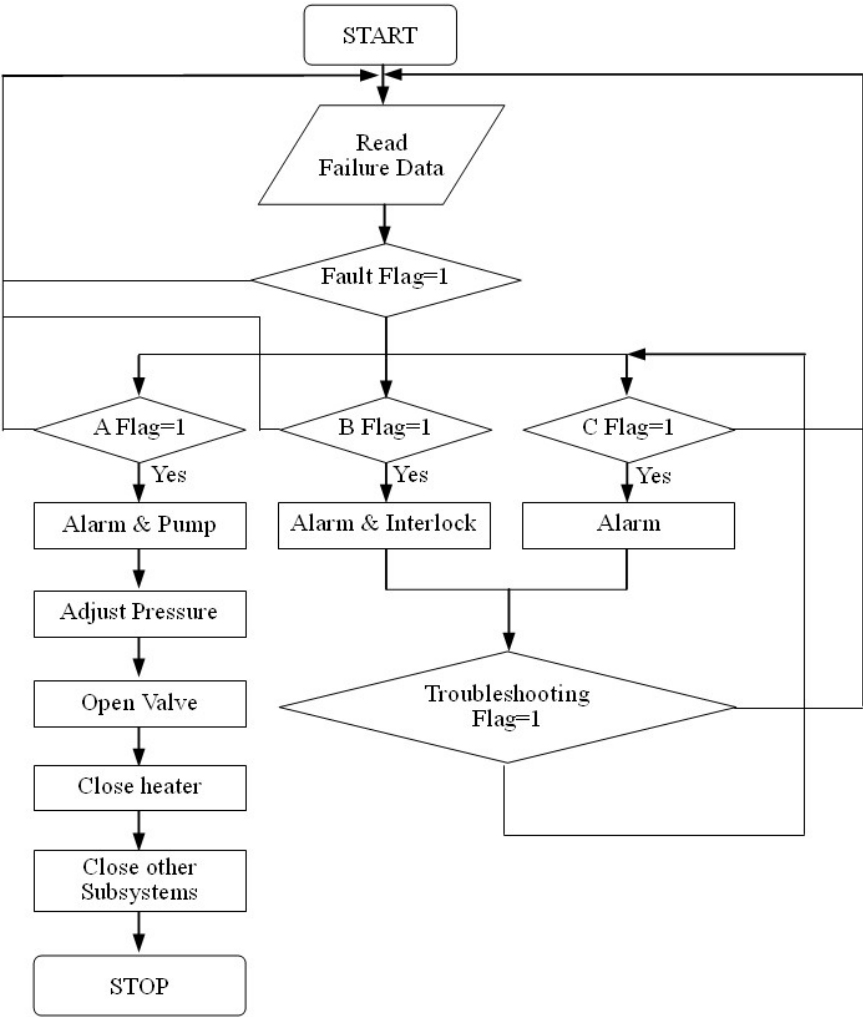 START
Read
Failure Data
Fault Flag=1
A Flag=1
B Flag=1
C Flag=1
Yes
Yes
Yes
Alarm & Pump
Alarm & Interlock
Alarm
Adjust Pressure
Troubleshooting
Flag=1
Open Valve
Close heater
Close other
Subsystems
STOP